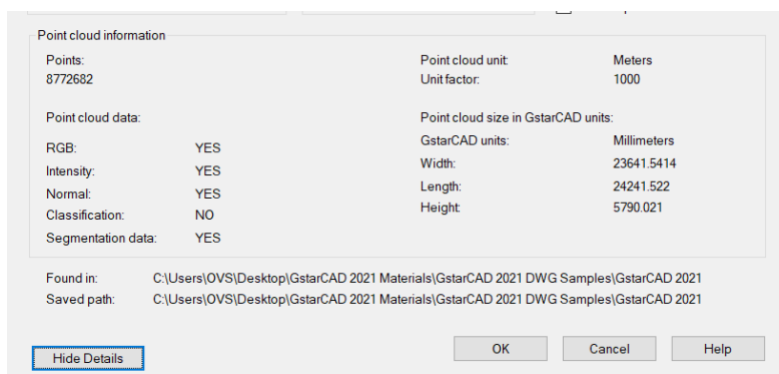 Point cloud information
Points:
8772682
Point cloud unit: Meters
Unit factor: 1000
Point cloud data:
RGB: YES
Intensity: YES
Normal: YES
Classification: NO
Segmentation data: YES
Point cloud size in GstarCAD units:
GstarCAD units: Millimeters
Width: 23641.5414
Length: 24241.522
Height: 5790.021
Found in: C:\Users\OVS\Desktop\GstarCAD 2021 Materials\GstarCAD 2021 DWG Samples\GstarCAD 2021
Saved path: C:\Users\OVS\Desktop\GstarCAD 2021 Materials\GstarCAD 2021 DWG Samples\GstarCAD 2021
Hide Details OK Cancel Help